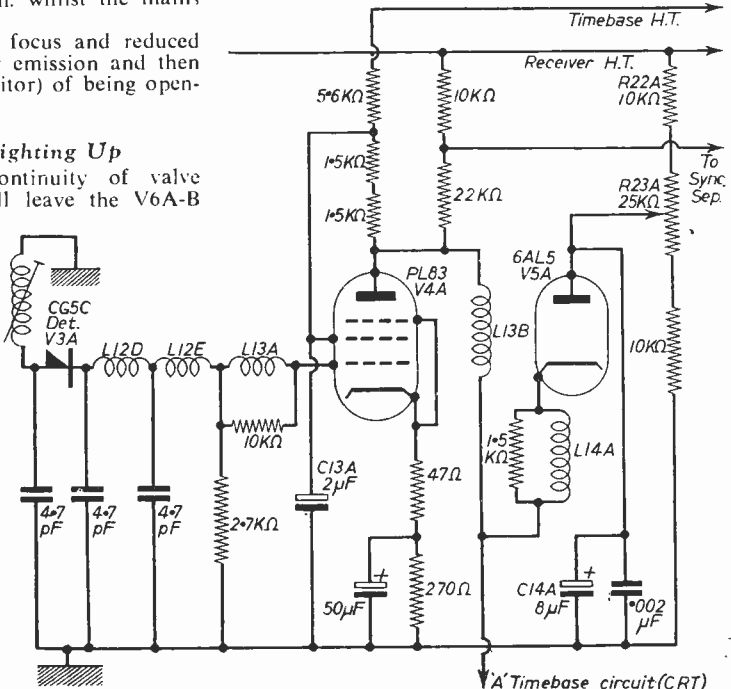 n. whilst the mains
focus and reduced
emission and then
itor) of being open-
ighting Up
ontinuity of valve
ll leave the V6A-B
Timebase H.T.
Receiver H.T.
5·6KΩ
10KΩ
R22A
10KΩ
1·5KΩ
1·5KΩ
22KΩ
To
Sync.
Sep.
R23A
25KΩ
CG5C
Det.
V3A
PL83
V4A
6AL5
V5A
L12D
L12E
L13A
L13B
10KΩ
10KΩ
1·5
KΩ
L14A
C13A
2μF
47Ω
4·7
pF
4·7
pF
4·7
pF
2·7KΩ
50μF
+
270Ω
C14A
8μF
+
·002
μF
'A' Timebase circuit (CRT)